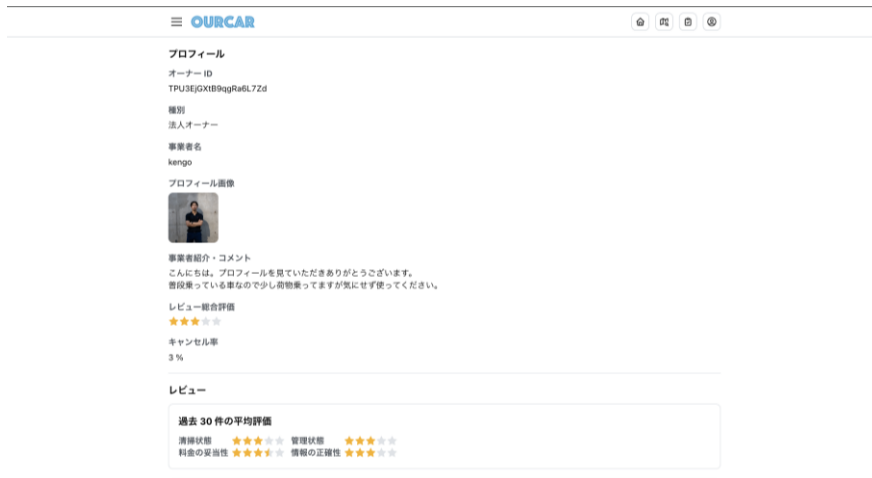 OURCAR
プロフィール
オーナー ID
TPU3EjGXtB9qgRa6L7Zd
種別
法人オーナー
事業者名
kengo
プロフィール画像
事業者紹介・コメント
こんにちは。プロフィールを見ていただきありがとうございます。
普段乗っている車なので少し荷物乗ってますが気にせず使ってください。
レビュー総合評価
キャンセル率
3 %
レビュー
過去 30 件の平均評価
清掃状態 管理状態
料金の妥当性 情報の正確性